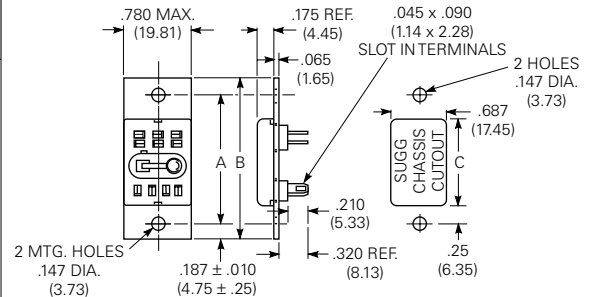 .780 MAX.
(19.81)
.175 REF.
(4.45)
.045 x .090
(1.14 x 2.28)
SLOT IN TERMINALS
.065
(1.65)
2 HOLES
.147 DIA.
(3.73)
.687
(17.45)
A
B
SUGG
CHASSIS
CUTOUT
C
.210
(5.33)
2 MTG. HOLES
.147 DIA.
(3.73)
.187 ± .010
(4.75 ± .25)
.320 REF.
(8.13)
.25
(6.35)